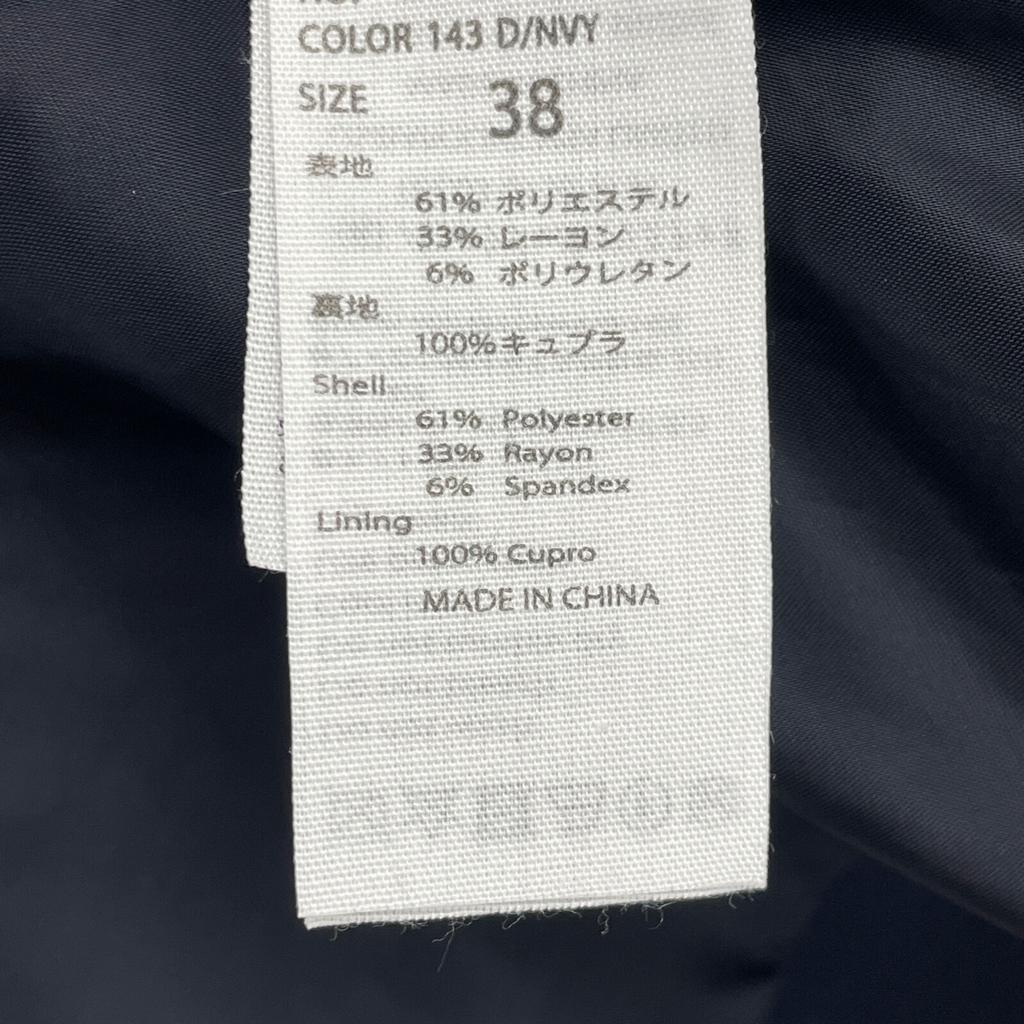 COLOR 143 D/NVY
SIZE 38
表地
61% ポリエステル
33% レーヨン
6% ポリウレタン
裏地
100% キュプラ
Shell
61% Polyester
33% Rayon
6% Spandex
Lining
100% Cupro
MADE IN CHINA